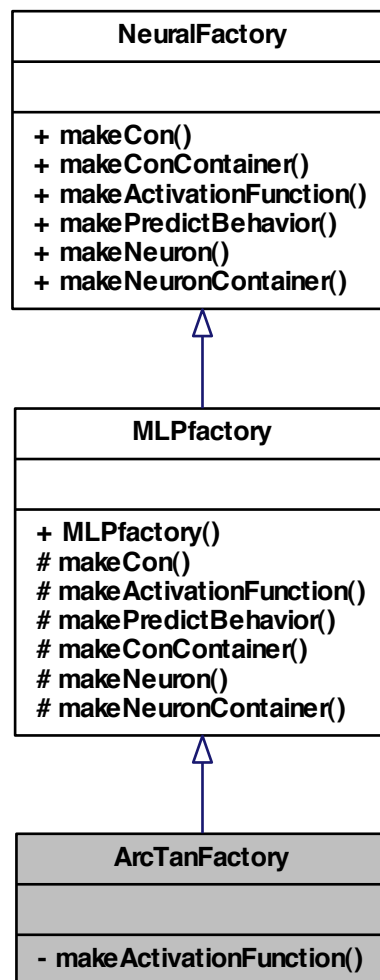 NeuralFactory
+ makeCon()
+ makeConContainer()
+ makeActivationFunction()
+ makePredictBehavior()
+ makeNeuron()
+ makeNeuronContainer()
MLPfactory
+ MLPfactory()
# makeCon()
# makeActivationFunction()
# makePredictBehavior()
# makeConContainer()
# makeNeuron()
# makeNeuronContainer()
ArcTanFactory
- makeActivationFunction()